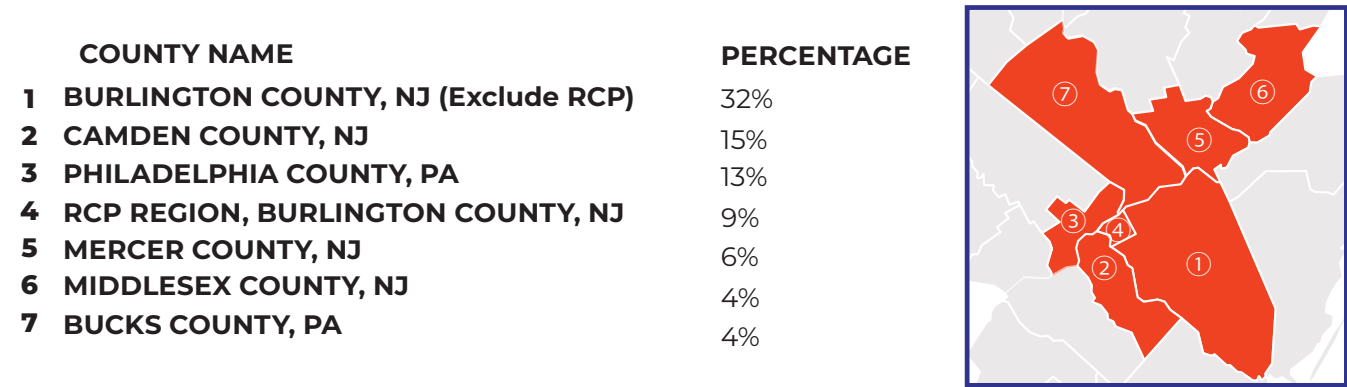 COUNTY NAME PERCENTAGE
1 BURLINGTON COUNTY, NJ (Exclude RCP) 32%
2 CAMDEN COUNTY, NJ 15%
3 PHILADELPHIA COUNTY, PA 13%
4 RCP REGION, BURLINGTON COUNTY, NJ 9%
5 MERCER COUNTY, NJ 6%
6 MIDDLESEX COUNTY, NJ 4%
7 BUCKS COUNTY, PA 4%
7
6
5
3
4
2
1